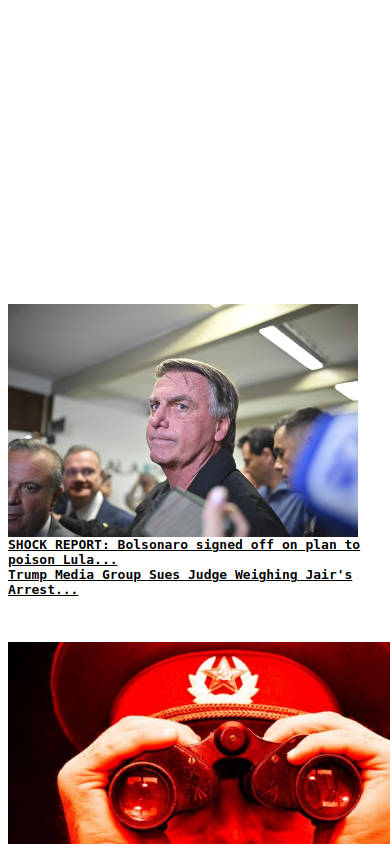 SHOCK REPORT: Bolsonaro signed off on plan to
poison Lula...
Trump Media Group Sues Judge Weighing Jair's
Arrest...